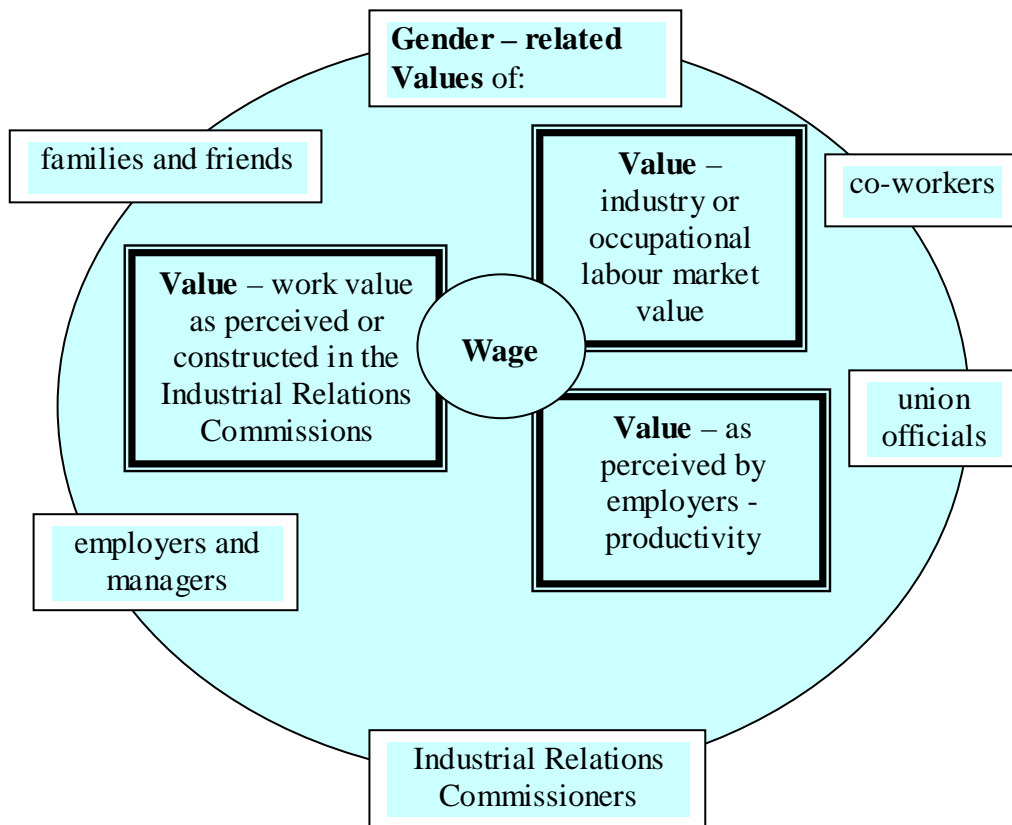 Gender – related
Values of:
families and friends
Value –
industry or
occupational
labour market
value
co-workers
Value – work value
as perceived or
constructed in the
Industrial Relations
Commissions
Wage
union
officials
Value – as
perceived by
employers -
productivity
employers and
managers
Industrial Relations
Commissioners